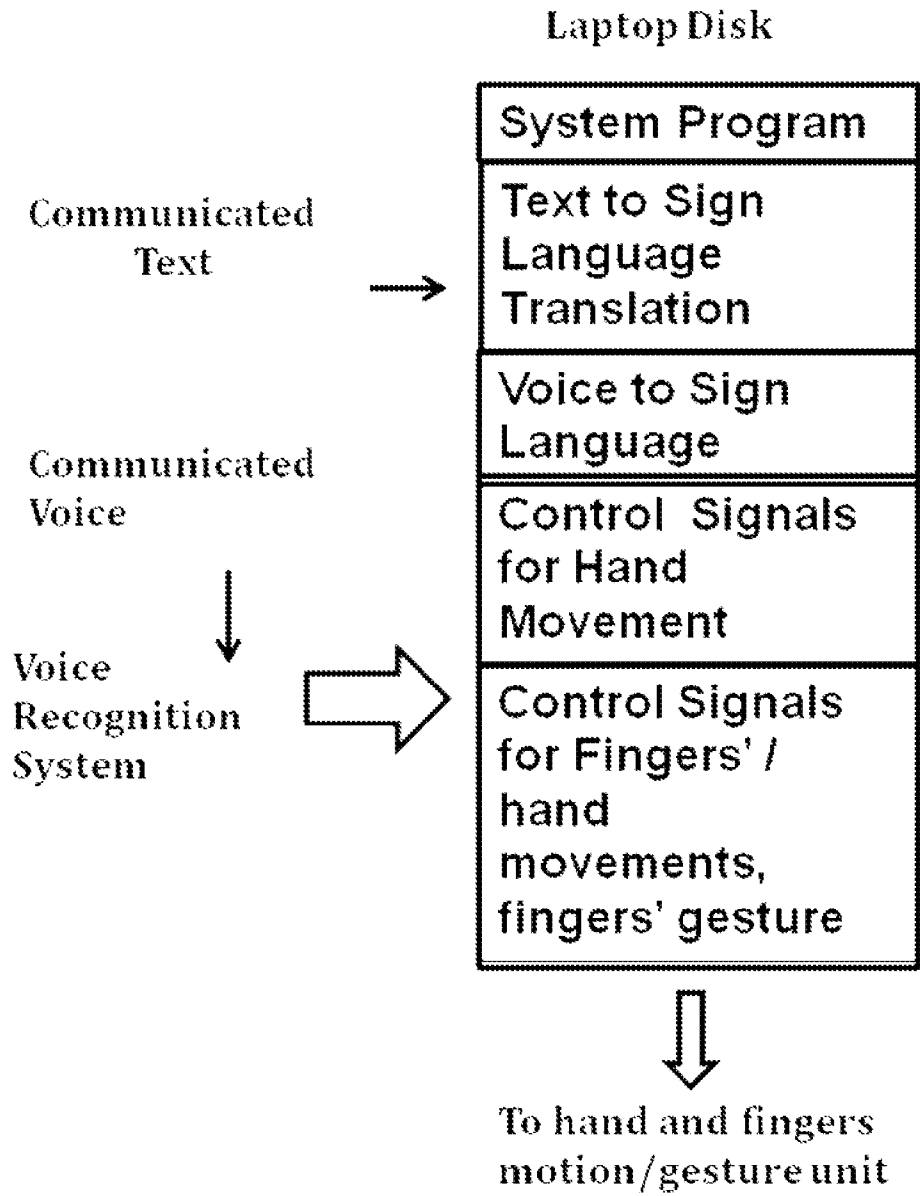 Laptop Disk
System Program
Communicated
Text
Text to Sign
Language
Translation
Voice to Sign
Language
Communicated
Voice
Control Signals
for Hand
Movement
Voice
Recognition
System
Control Signals
for Fingers' /
hand
movements,
fingers' gesture
To hand and fingers
motion/gesture unit